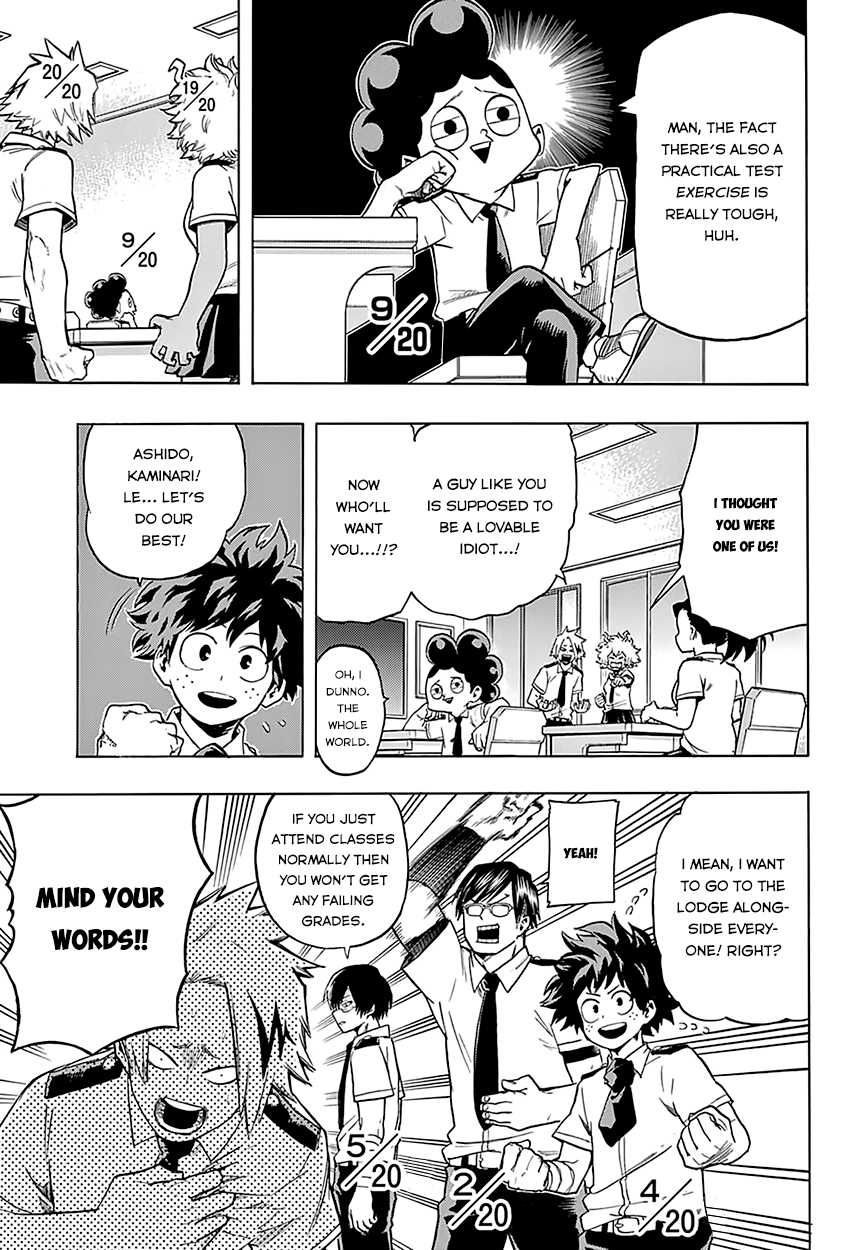 MAN, THE FACT
THERE'S ALSO A
PRACTICAL TEST
EXERCISE IS
REALLY TOUGH,
HUH.
9/20
20/20
19/20
9/20
I THOUGHT
YOU WERE
ONE OF US!
A GUY LIKE YOU
IS SUPPOSED TO
BE A LOVABLE
IDIOT...!
NOW
WHO'LL
WANT
YOU...!!?
OH, I
DUNNO.
THE
WHOLE
WORLD.
ASHIDO,
KAMINARI!
LE... LET'S
DO OUR
BEST!
I MEAN, I WANT
TO GO TO THE
LODGE ALONG-
SIDE EVERY-
ONE! RIGHT?
YEAH!
IF YOU JUST
ATTEND CLASSES
NORMALLY THEN
YOU WON'T GET
ANY FAILING
GRADES.
4/20
2/20
5/20
MIND YOUR
WORDS!!